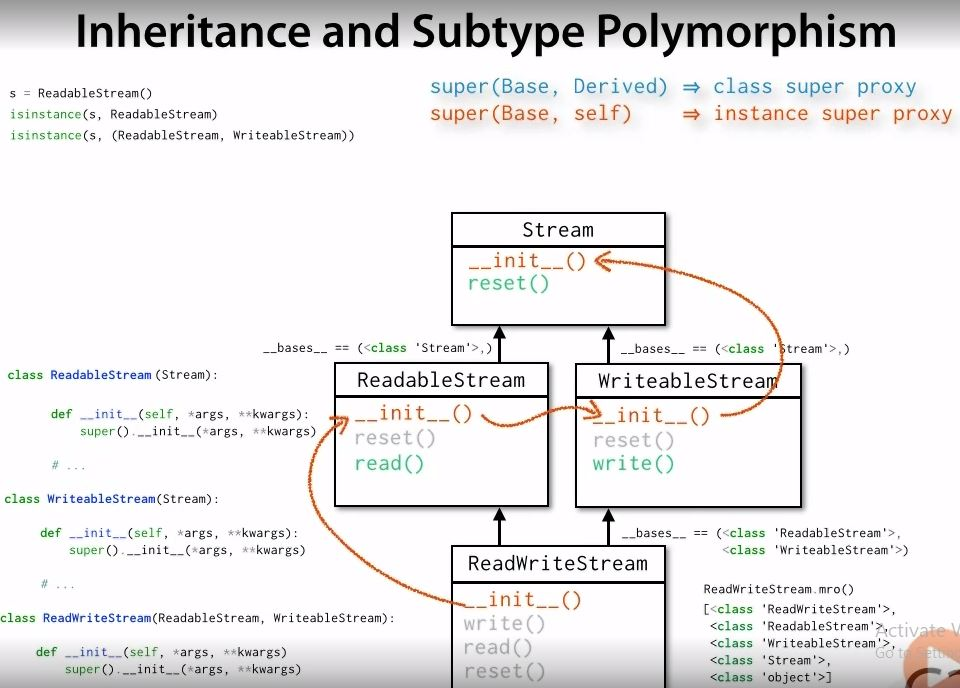 Inheritance and Subtype Polymorphism
s = ReadableStream()
isinstance(s, ReadableStream)
isinstance(s, (ReadableStream, WriteableStream))
super(Base, Derived) ⇒ class super proxy
super(Base, self) ⇒ instance super proxy
Stream
__init__()
reset()
__bases__ == (<class 'Stream'>,)
__bases__ == (<class 'Stream'>,)
class ReadableStream (Stream):
def __init__(self, *args, **kwargs):
super().__init__(*args, **kwargs)
# ...
ReadableStream
__init__()
reset()
read()
WriteableStream
__init__()
reset()
write()
class WriteableStream(Stream):
def __init__(self, *args, **kwargs):
super().__init__(*args, **kwargs)
# ...
__bases__ == (<class 'ReadableStream'>,
<class 'WriteableStream'>)
class ReadWriteStream(ReadableStream, WriteableStream):
def __init__(self, *args, **kwargs)
super().__init__(*args, **kwargs)
ReadWriteStream
__init__()
write()
read()
reset()
ReadWriteStream.mro()
[<class 'ReadWriteStream'>,
<class 'ReadableStream'>,
<class 'WriteableStream'>,
<class 'Stream'>,
<class 'object'>]
Activate
Go to